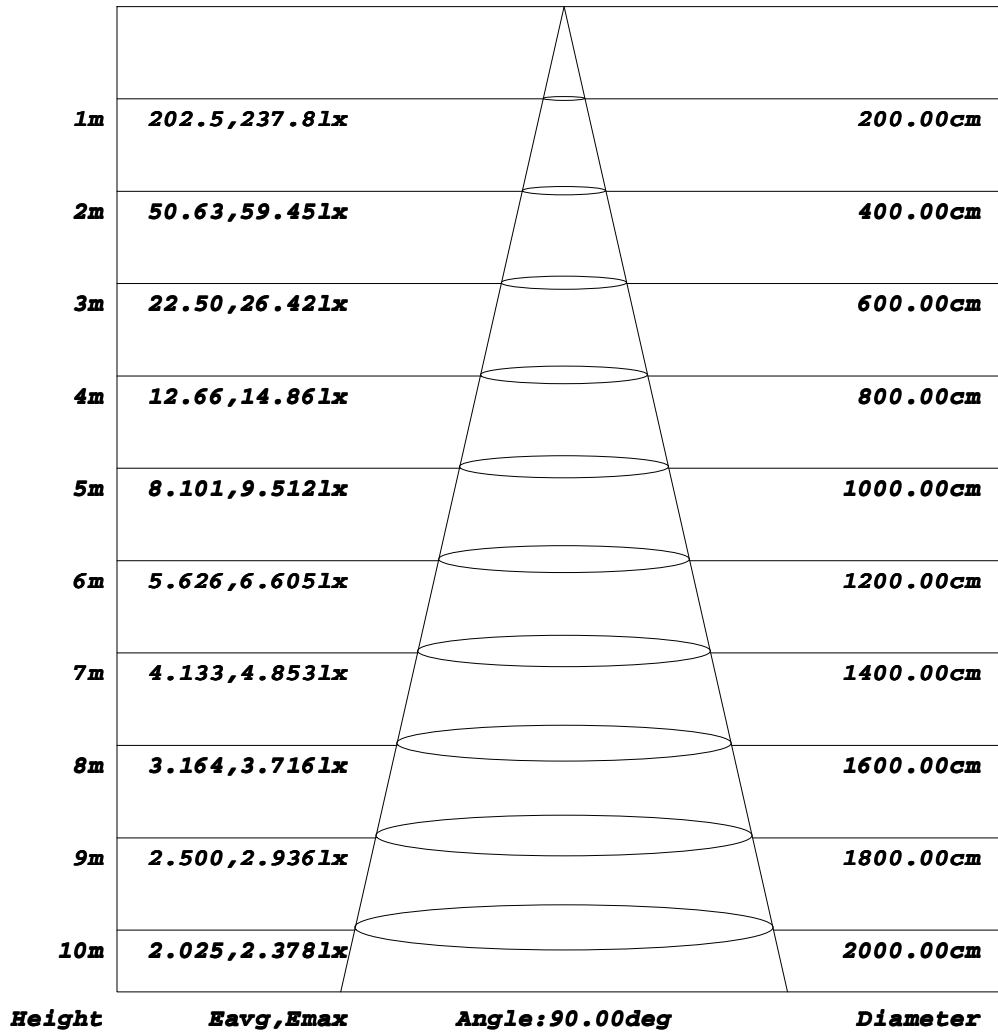 1m 202.5,237.8lx 200.00cm
2m 50.63,59.45lx 400.00cm
3m 22.50,26.42lx 600.00cm
4m 12.66,14.86lx 800.00cm
5m 8.101,9.512lx 1000.00cm
6m 5.626,6.605lx 1200.00cm
7m 4.133,4.853lx 1400.00cm
8m 3.164,3.716lx 1600.00cm
9m 2.500,2.936lx 1800.00cm
10m 2.025,2.378lx 2000.00cm
Height Eavg,Emax Angle:90.00deg Diameter